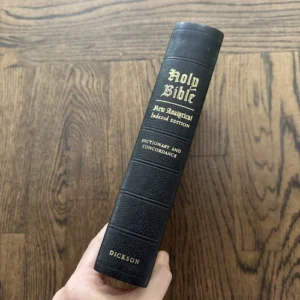 Holy
Bible
New Analytical
Indexed EDITION
DICTIONARY AND
CONCORDANCE
DICKSON